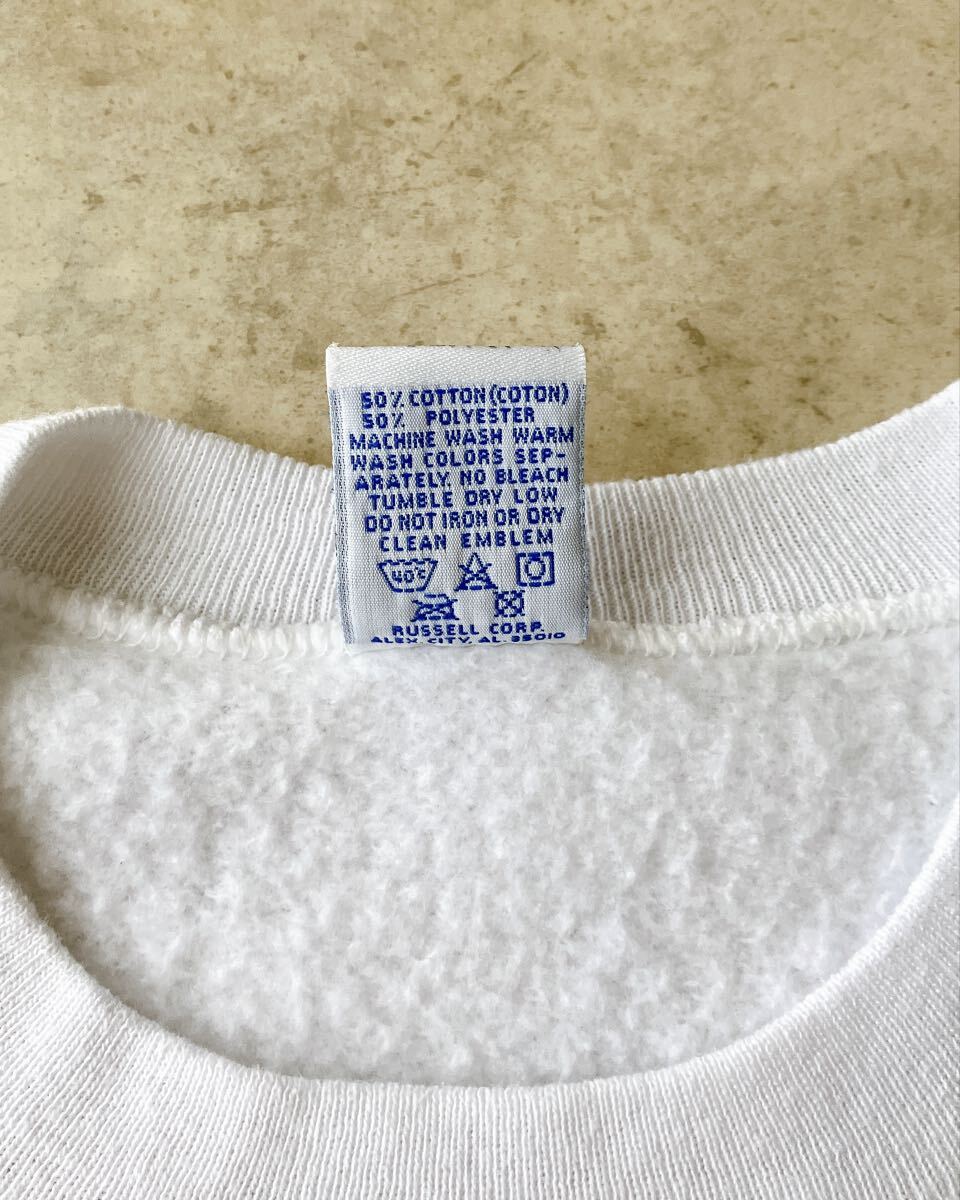 50% COTTON (COTON)
50% POLYESTER
MACHINE WASH WARM
WASH COLORS SEP-
ARATELY. NO BLEACH
TUMBLE DRY LOW
DO NOT IRON OR DRY
CLEAN EMBLEM
40°C
RUSSELL CORP.
ALEX CITY, AL. 35010